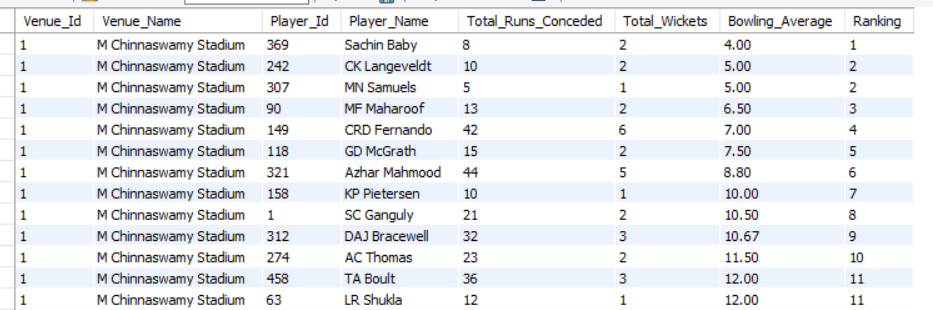 Venue_Id Venue_Name Player_Id Player_Name Total_Runs_Conceded Total_Wickets Bowling_Average Ranking
1 M Chinnaswamy Stadium 369 Sachin Baby 8 2 4.00 1
1 M Chinnaswamy Stadium 242 CK Langeveldt 10 2 5.00 2
1 M Chinnaswamy Stadium 307 MN Samuels 5 1 5.00 2
1 M Chinnaswamy Stadium 90 MF Maharoof 13 2 6.50 3
1 M Chinnaswamy Stadium 149 CRD Fernando 42 6 7.00 4
1 M Chinnaswamy Stadium 118 GD McGrath 15 2 7.50 5
1 M Chinnaswamy Stadium 321 Azhar Mahmood 44 5 8.80 6
1 M Chinnaswamy Stadium 158 KP Pietersen 10 1 10.00 7
1 M Chinnaswamy Stadium 1 SC Ganguly 21 2 10.50 8
1 M Chinnaswamy Stadium 312 DAJ Bracewell 32 3 10.67 9
1 M Chinnaswamy Stadium 274 AC Thomas 23 2 11.50 10
1 M Chinnaswamy Stadium 458 TA Boult 36 3 12.00 11
1 M Chinnaswamy Stadium 63 LR Shukla 12 1 12.00 11